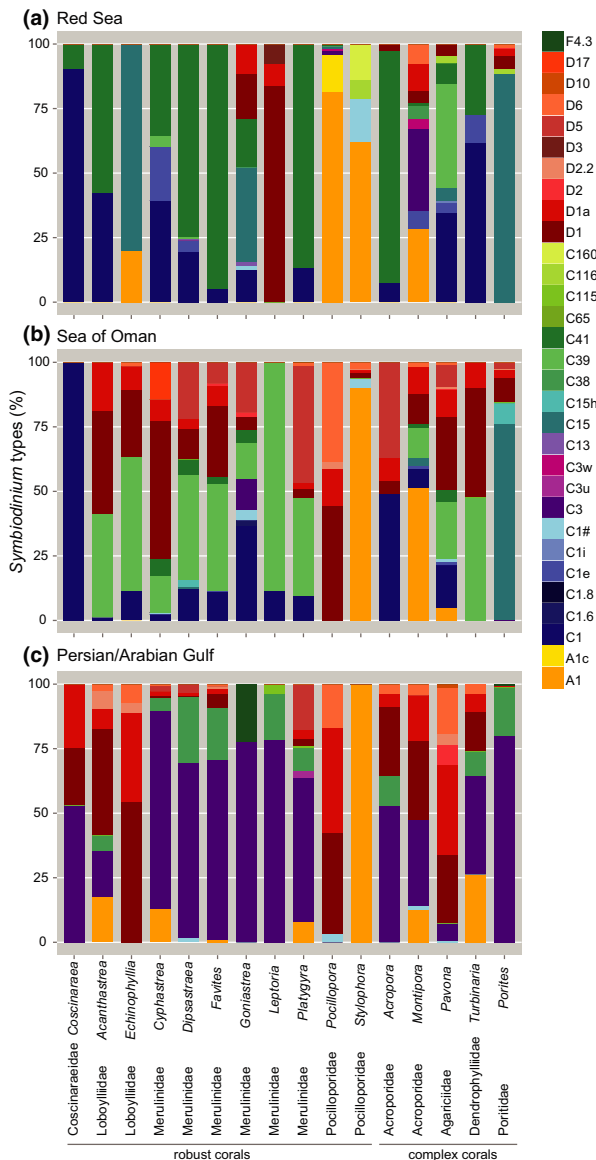 (a) Red Sea
100
75
50
25
0
(b) Sea of Oman
100
75
50
25
0
Symbiodinium types (%)
(c) Persian/Arabian Gulf
100
75
50
25
0
F4.3
D17
D10
D6
D5
D3
D2.2
D2
D1a
D1
C160
C116
C115
C65
C41
C39
C38
C15h
C15
C13
C3w
C3u
C3
C1#
C1i
C1e
C1.8
C1.6
C1
A1c
A1
Coscinaraeidae Coscinaraea
Loboylliidae Acanthastrea
Loboylliidae Echinophyllia
Merulinidae Cyphastrea
Merulinidae Dipsastraea
Merulinidae Favites
Merulinidae Goniastrea
Merulinidae Leptoria
Merulinidae Platygyra
Pocilloporidae Pocillopora
Pocilloporidae Stylophora
Acroporidae Acropora
Acroporidae Montipora
Agariciidae Pavona
Dendrophylliidae Turbinaria
Poritidae Porites
robust corals
complex corals